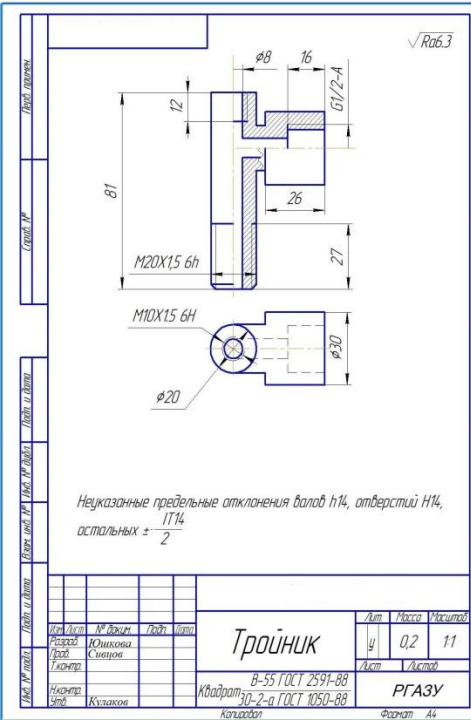 √Ra6.3
⌀8
16
G1/2-A
12
81
26
27
M20X1,5 6h
M10X1.5 6H
⌀30
⌀20
Неуказанные предельные отклонения валов h14, отверстий H14,
остальных ± IT14
2
Перв. примен.
Справ. №
Подп. и дата
Инв. № дубл.
Взам. инв. №
Подп. и дата
Инв. № подл.
Изм Лист № докум. Подп. Дата
Разраб. Юшкова
Пров. Сивцов
Т.контр.
Н.контр.
Утв. Кулаков
Тройник
Лит. Масса Масштаб
у 0,2 1:1
Лист Листов
Квадрат В-55 ГОСТ 2591-88
30-2-а ГОСТ 1050-88
РГАЗУ
Копировал
Формат А4